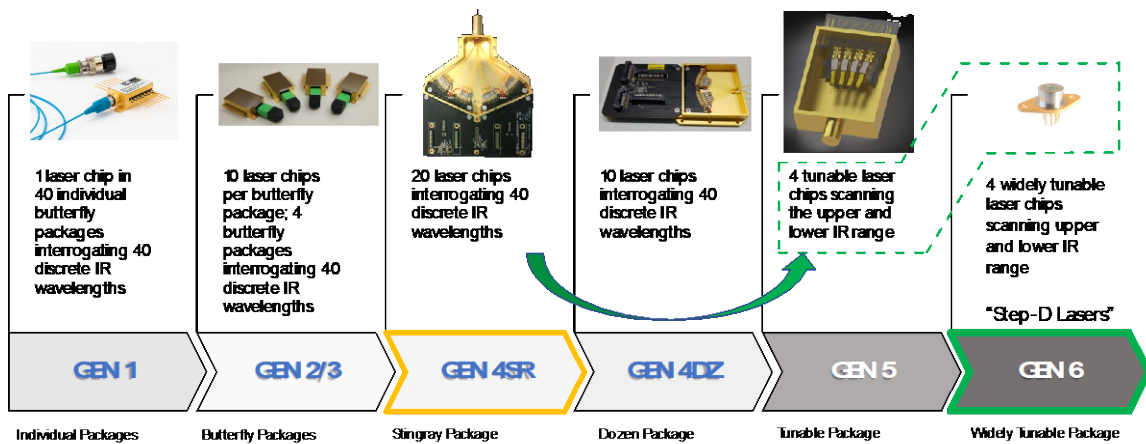 1 laser chip in
40 individual
butterfly
packages
interrogating 40
discrete IR
wavelengths
10 laser chips
per butterfly
package; 4
butterfly
packages
interrogating 40
discrete IR
wavelengths
20 laser chips
interrogating 40
discrete IR
wavelengths
10 laser chips
interrogating 40
discrete IR
wavelengths
4 tunable laser
chips scanning
the upper and
lower IR range
4 widely tunable
laser chips
scanning upper
and lower IR
range
"Step-D Lasers"
GEN 1
GEN 2/3
GEN 4SR
GEN 4DZ
GEN 5
GEN 6
Individual Packages
Butterfly Packages
Stingray Package
Dozen Package
Tunable Package
Widely Tunable Package